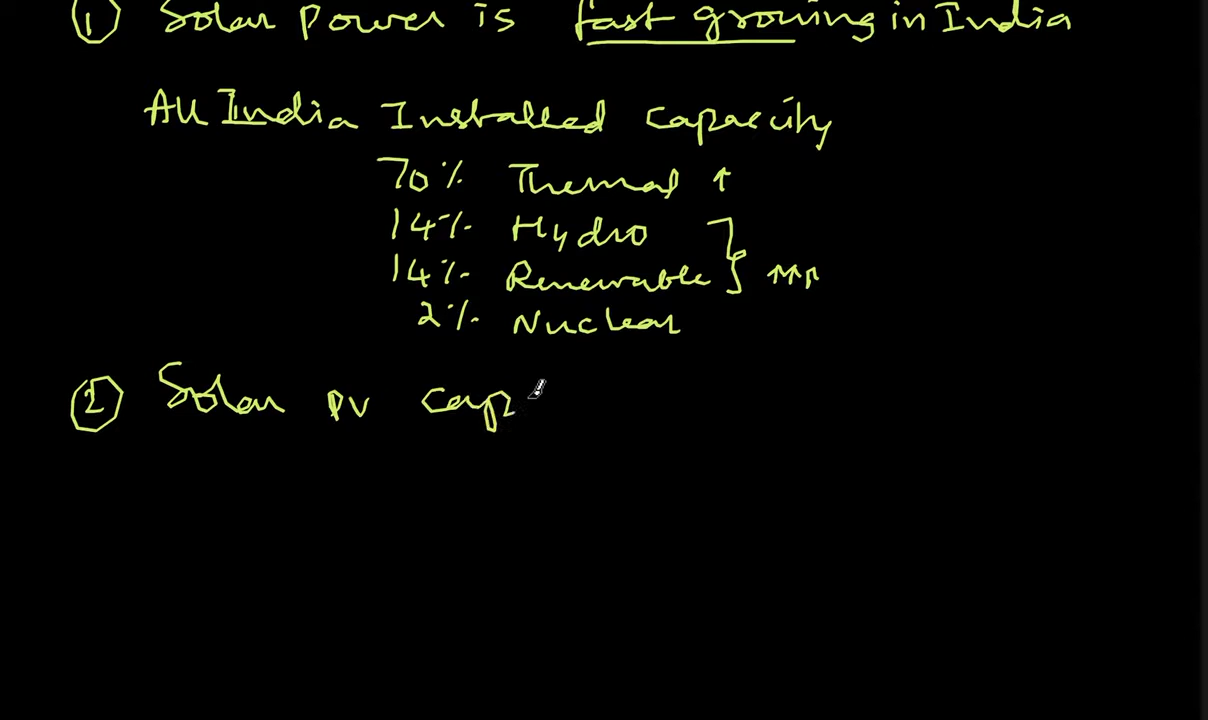 ① Solar Power is fast growing in India
All India Installed Capacity
70% Thermal ↑
14% Hydro
14% Renewable } ↑↑↑
2% Nuclear
② Solar PV cap